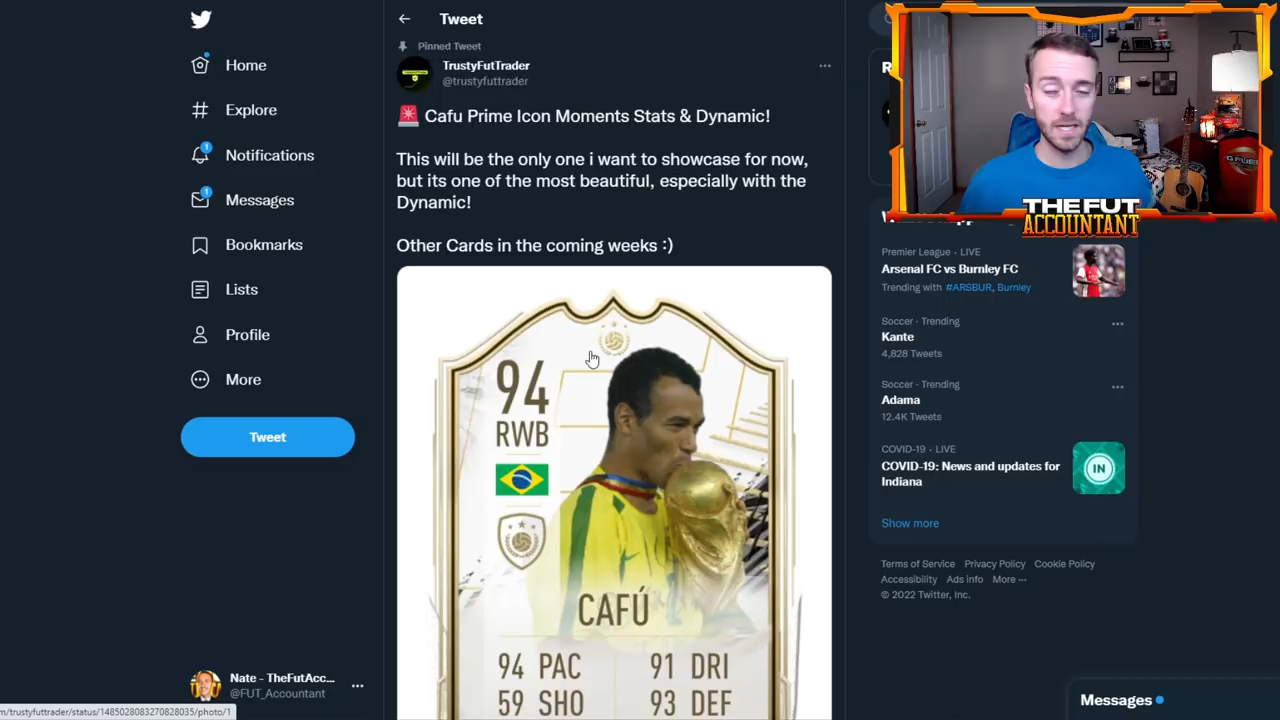 Home
Explore
Notifications
1
Messages
1
Bookmarks
Lists
Profile
More
Tweet
Nate - TheFutAcc...
@FUT_Accountant
m/trustyfuttrader/status/1485028083270828035/photo/1
Tweet
Pinned Tweet
TrustyFutTrader
@trustyfuttrader
Cafu Prime Icon Moments Stats & Dynamic!
This will be the only one i want to showcase for now,
but its one of the most beautiful, especially with the
Dynamic!
Other Cards in the coming weeks :)
94
RWB
CAFÚ
94 PAC
91 DRI
59 SHO
93 DEF
THE FUT
ACCOUNTANT
Premier League · LIVE
Arsenal FC vs Burnley FC
Trending with #ARSBUR, Burnley
Soccer · Trending
Kante
4,828 Tweets
Soccer · Trending
Adama
12.4K Tweets
COVID-19 · LIVE
COVID-19: News and updates for
Indiana
IN
Show more
Terms of Service Privacy Policy Cookie Policy
Accessibility Ads info More ···
© 2022 Twitter, Inc.
Messages